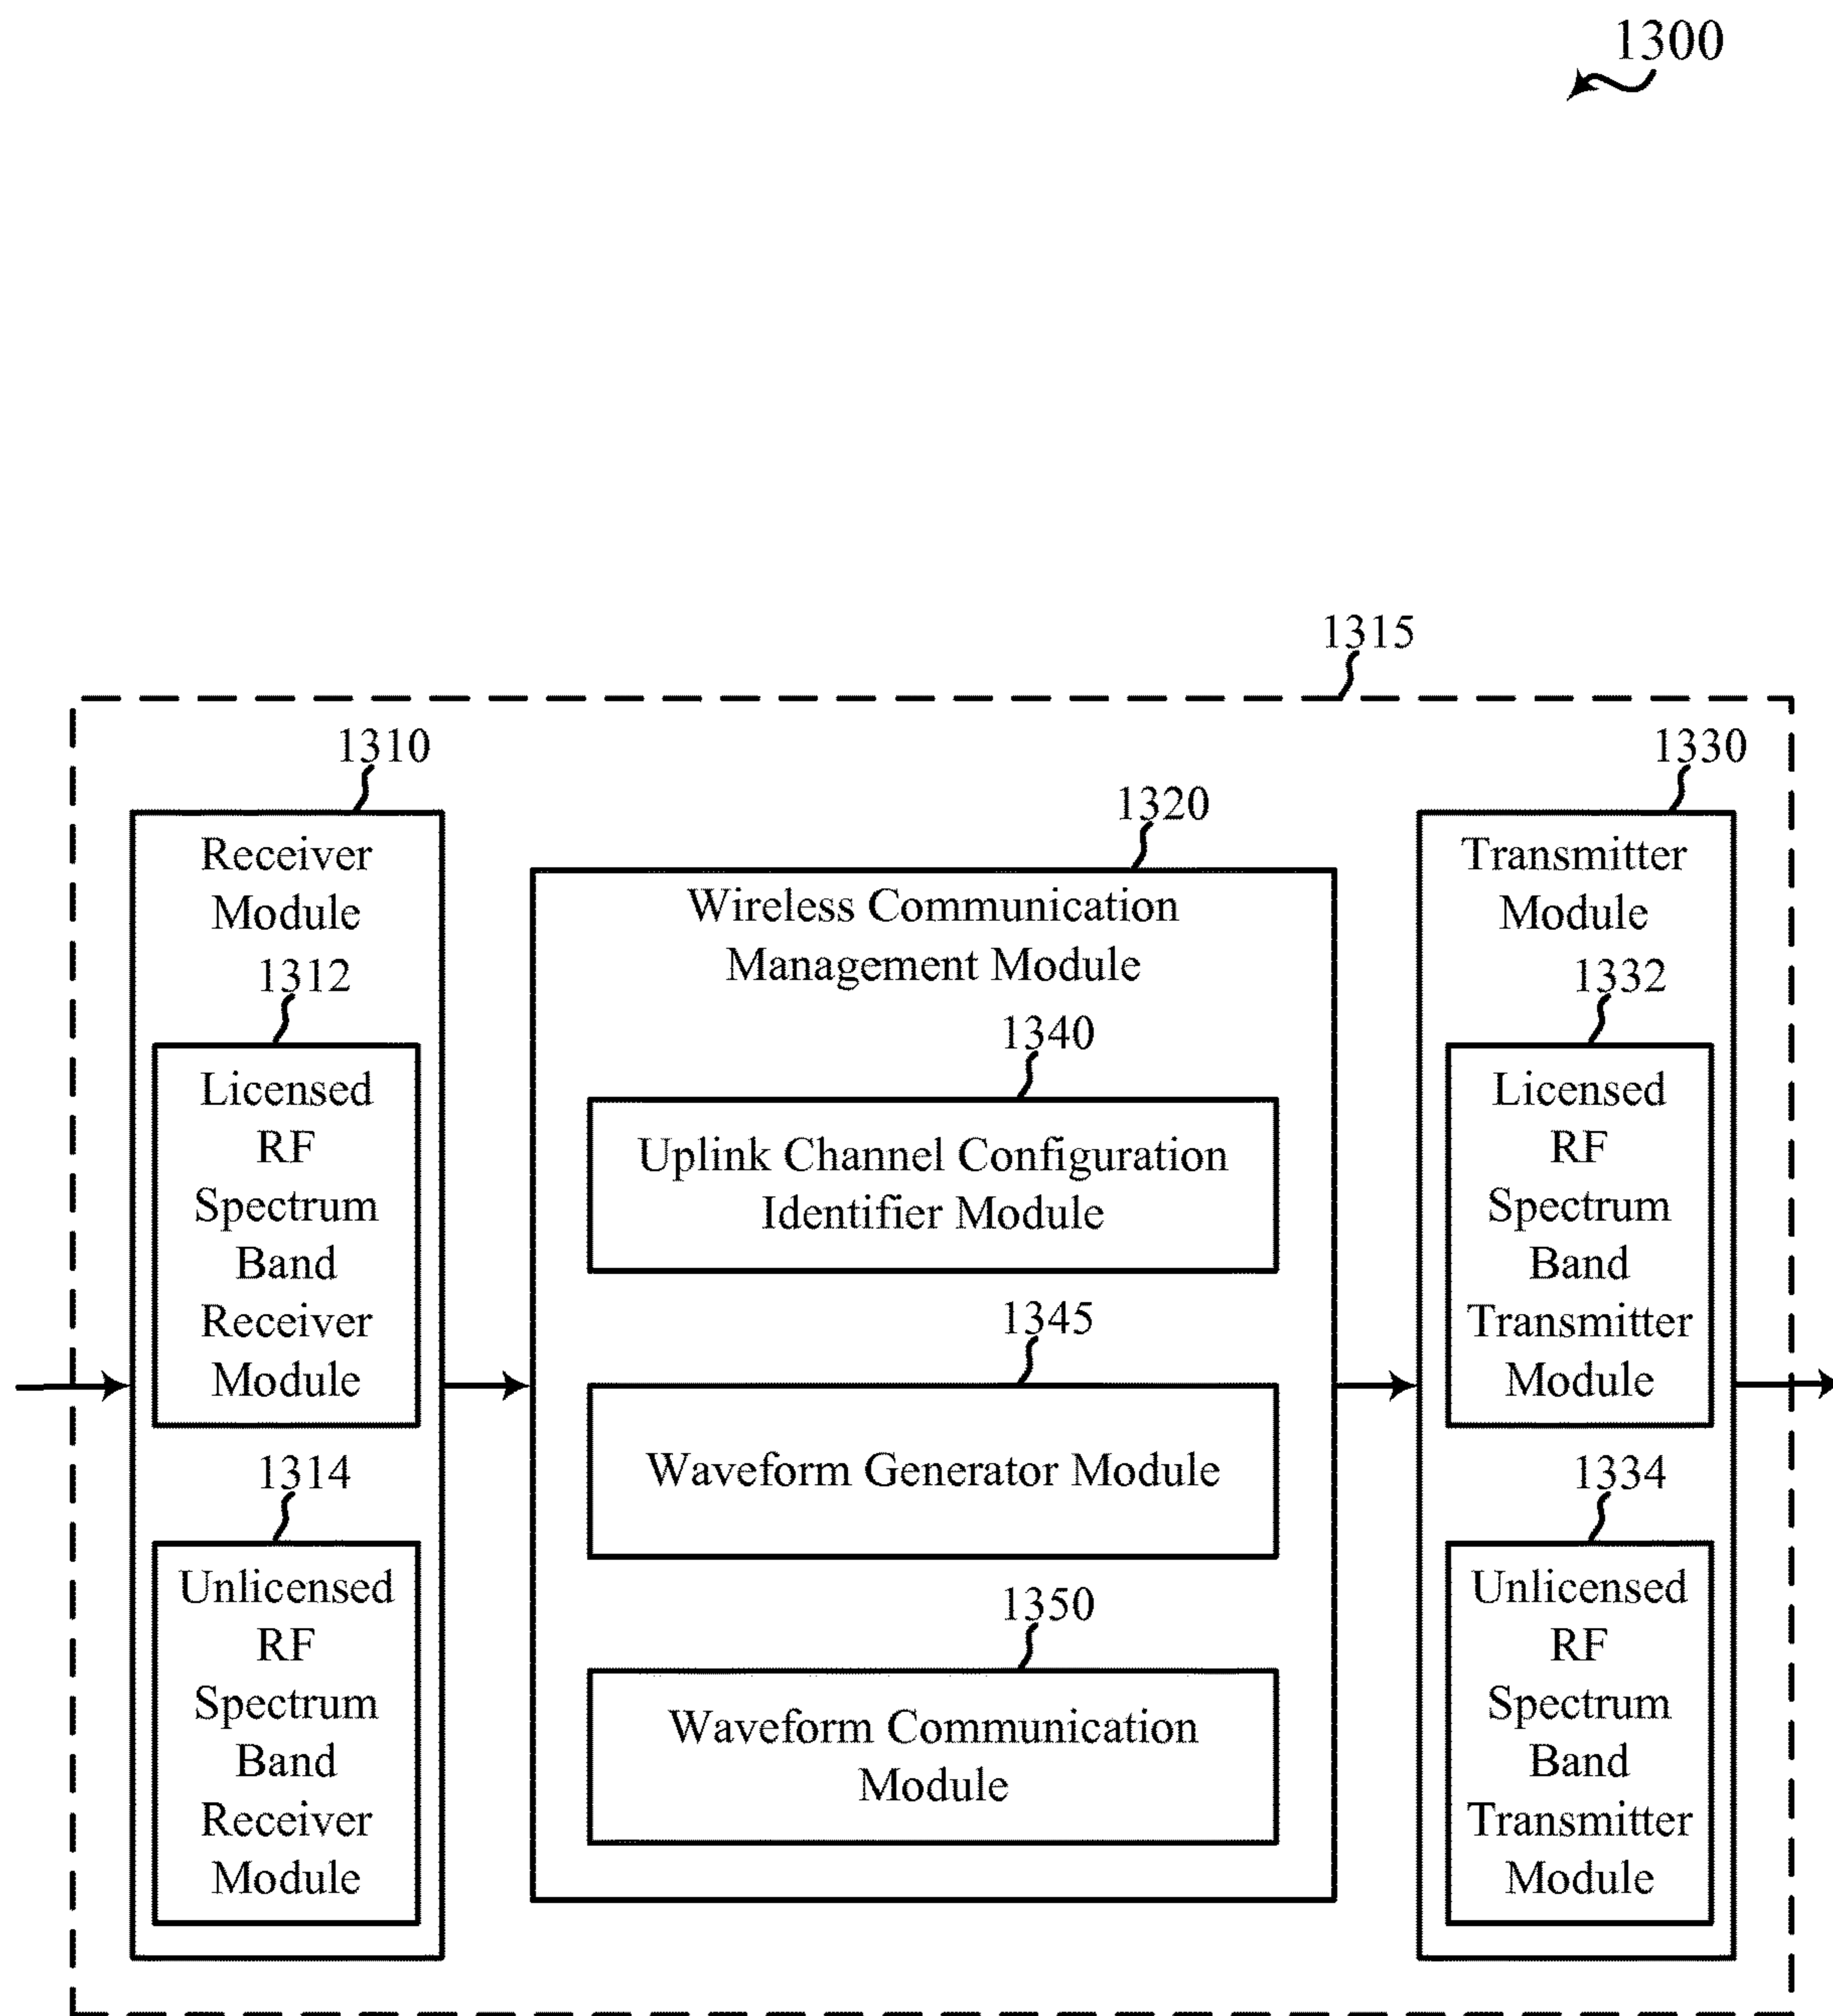 1300
1315
1310
Receiver
Module
1312
Licensed
RF
Spectrum
Band
Receiver
Module
1314
Unlicensed
RF
Spectrum
Band
Receiver
Module
1320
Wireless Communication
Management Module
1340
Uplink Channel Configuration
Identifier Module
1345
Waveform Generator Module
1350
Waveform Communication
Module
1330
Transmitter
Module
1332
Licensed
RF
Spectrum
Band
Transmitter
Module
1334
Unlicensed
RF
Spectrum
Band
Transmitter
Module